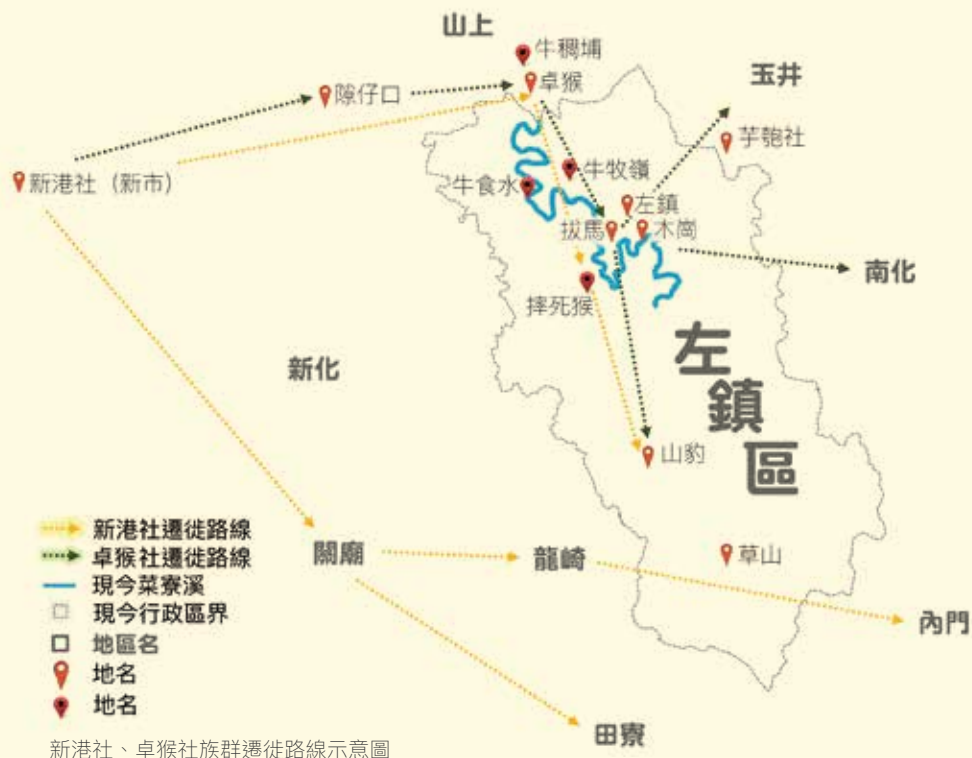 山上
牛稠埔
卓猴
隙仔口
玉井
芋匏社
新港社（新市）
牛牧嶺
牛食水
左鎮
拔馬
木崗
南化
摔死猴
新化
左
鎮
區
山豹
關廟
龍崎
草山
內門
田寮
新港社遷徙路線
卓猴社遷徙路線
現今菜寮溪
現今行政區界
地區名
地名
地名
新港社、卓猴社族群遷徙路線示意圖